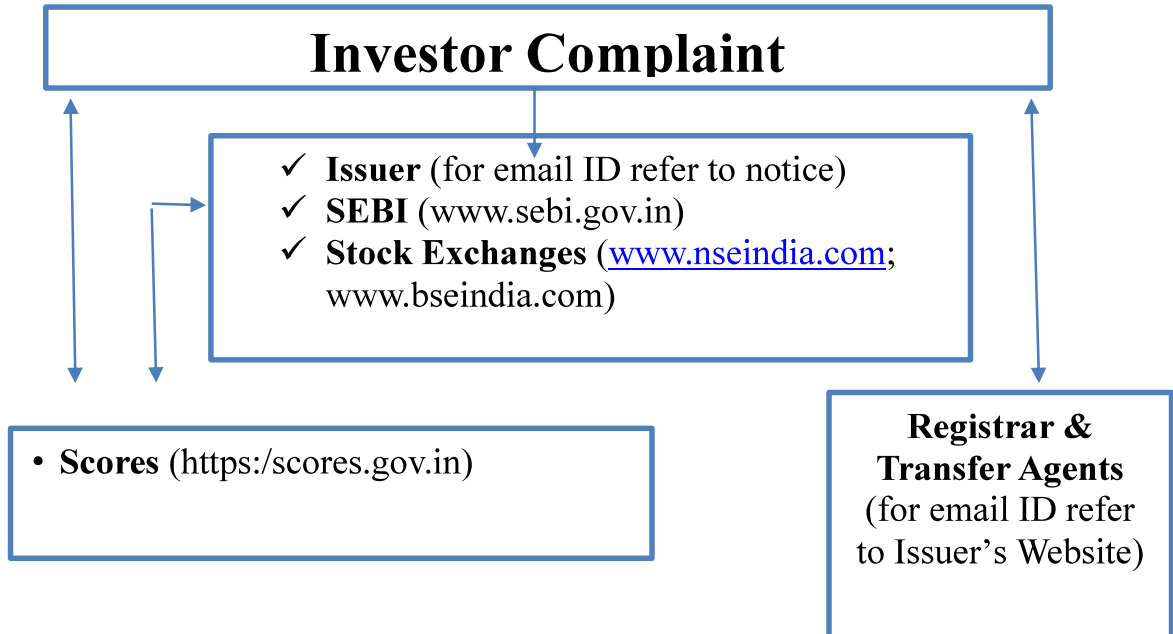 Investor Complaint
✓ Issuer (for email ID refer to notice)
✓ SEBI (www.sebi.gov.in)
✓ Stock Exchanges (www.nseindia.com;
www.bseindia.com)
• Scores (https:/scores.gov.in)
Registrar &
Transfer Agents
(for email ID refer
to Issuer’s Website)